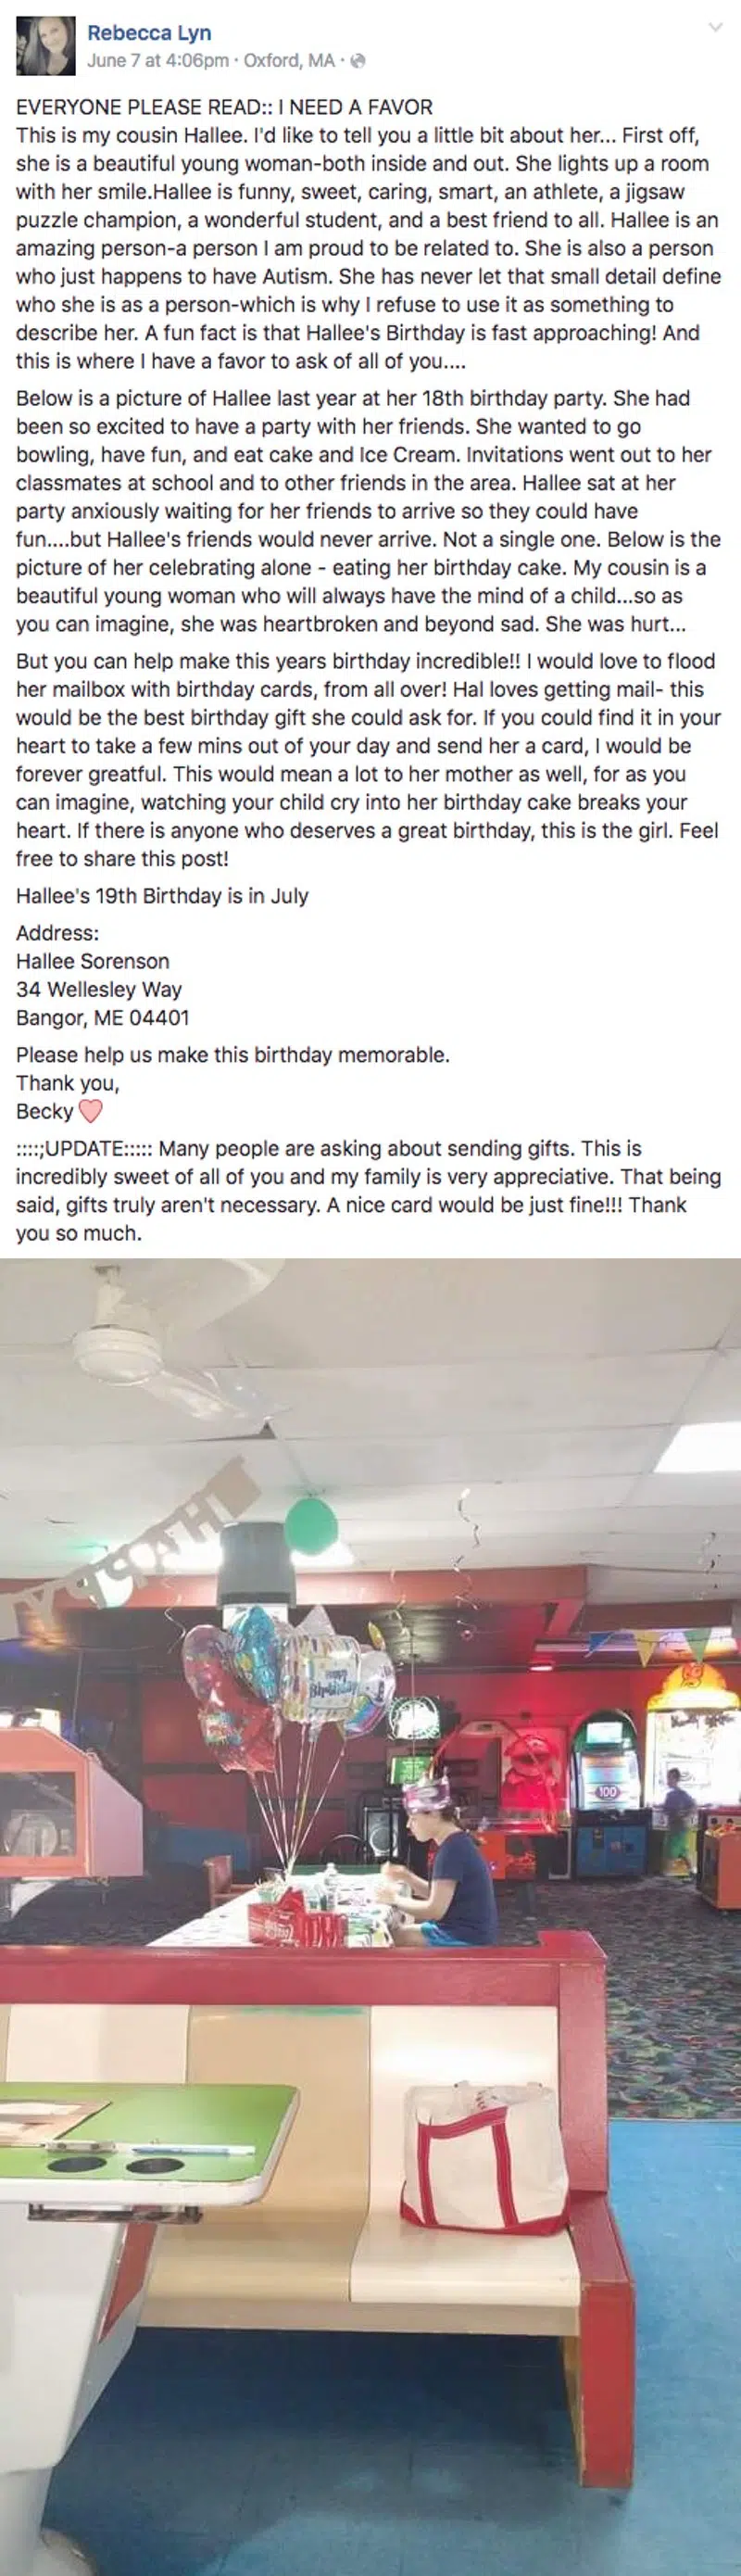 Rebecca Lyn
June 7 at 4:06pm · Oxford, MA ·
EVERYONE PLEASE READ:: I NEED A FAVOR
This is my cousin Hallee. I'd like to tell you a little bit about her... First off,
she is a beautiful young woman-both inside and out. She lights up a room
with her smile.Hallee is funny, sweet, caring, smart, an athlete, a jigsaw
puzzle champion, a wonderful student, and a best friend to all. Hallee is an
amazing person-a person I am proud to be related to. She is also a person
who just happens to have Autism. She has never let that small detail define
who she is as a person-which is why I refuse to use it as something to
describe her. A fun fact is that Hallee's Birthday is fast approaching! And
this is where I have a favor to ask of all of you....
Below is a picture of Hallee last year at her 18th birthday party. She had
been so excited to have a party with her friends. She wanted to go
bowling, have fun, and eat cake and Ice Cream. Invitations went out to her
classmates at school and to other friends in the area. Hallee sat at her
party anxiously waiting for her friends to arrive so they could have
fun....but Hallee's friends would never arrive. Not a single one. Below is the
picture of her celebrating alone - eating her birthday cake. My cousin is a
beautiful young woman who will always have the mind of a child...so as
you can imagine, she was heartbroken and beyond sad. She was hurt...
But you can help make this years birthday incredible!! I would love to flood
her mailbox with birthday cards, from all over! Hal loves getting mail- this
would be the best birthday gift she could ask for. If you could find it in your
heart to take a few mins out of your day and send her a card, I would be
forever greatful. This would mean a lot to her mother as well, for as you
can imagine, watching your child cry into her birthday cake breaks your
heart. If there is anyone who deserves a great birthday, this is the girl. Feel
free to share this post!
Hallee's 19th Birthday is in July
Address:
Hallee Sorenson
34 Wellesley Way
Bangor, ME 04401
Please help us make this birthday memorable.
Thank you,
Becky
::::;UPDATE::::: Many people are asking about sending gifts. This is
incredibly sweet of all of you and my family is very appreciative. That being
said, gifts truly aren't necessary. A nice card would be just fine!!! Thank
you so much.
HAPPY
Happy
Birthday
100